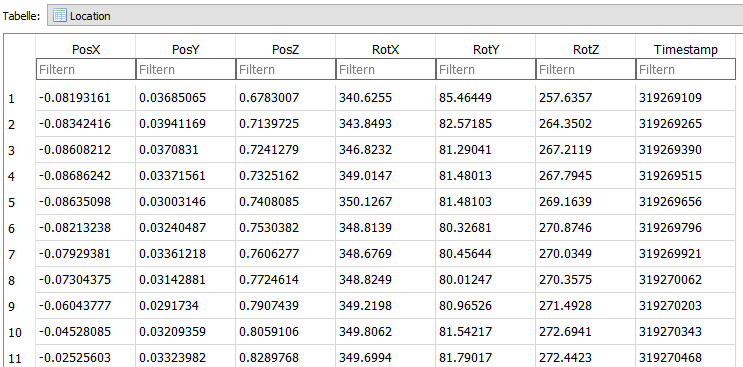 Tabelle: Location
PosX PosY PosZ RotX RotY RotZ Timestamp
Filtern Filtern Filtern Filtern Filtern Filtern Filtern
1 -0.08193161 0.03685065 0.6783007 340.6255 85.46449 257.6357 319269109
2 -0.08342416 0.03941169 0.7139725 343.8493 82.57185 264.3502 319269265
3 -0.08608212 0.0370831 0.7241279 346.8232 81.29041 267.2119 319269390
4 -0.08686242 0.03371561 0.7325162 349.0147 81.48013 267.7945 319269515
5 -0.08635098 0.03003146 0.7408085 350.1267 81.48103 269.1639 319269656
6 -0.08213238 0.03240487 0.7530382 348.8139 80.32681 270.8746 319269796
7 -0.07929381 0.03361218 0.7606277 348.6769 80.45644 270.0349 319269921
8 -0.07304375 0.03142881 0.7724614 348.8249 80.01247 270.3575 319270062
9 -0.06043777 0.0291734 0.7907439 349.2198 80.96526 271.4928 319270203
10 -0.04528085 0.03209359 0.8059106 349.8062 81.54217 272.6941 319270343
11 -0.02525603 0.03323982 0.8289768 349.6994 81.79017 272.4423 319270468